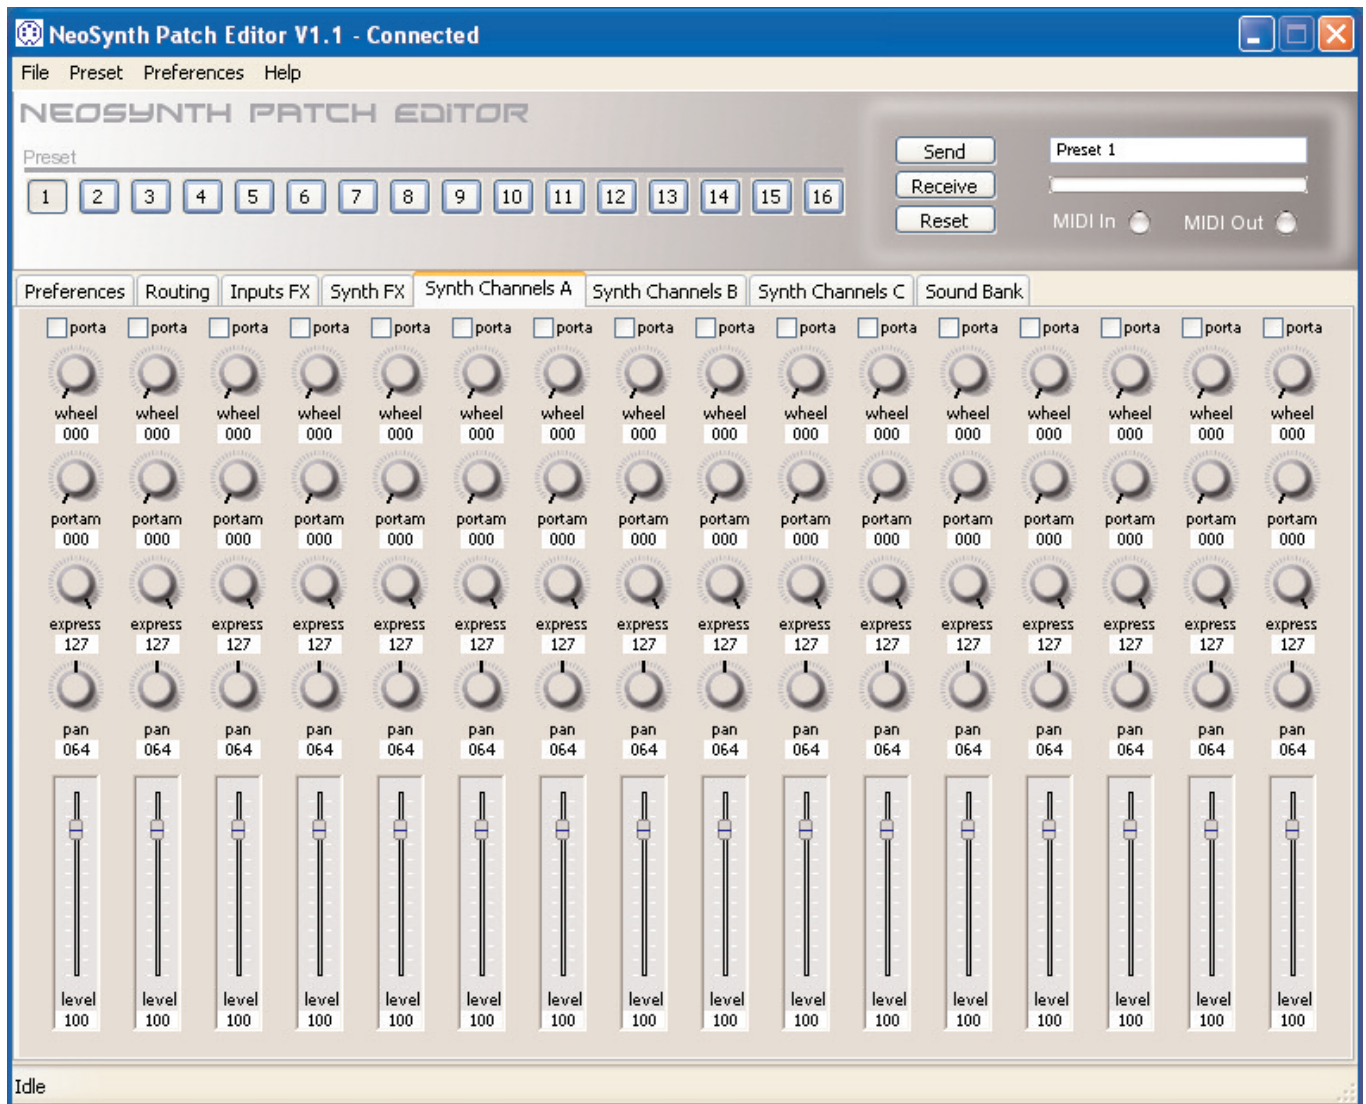 NeoSynth Patch Editor V1.1 - Connected
File Preset Preferences Help
NEOSYNTH PATCH EDITOR
Preset
1 2 3 4 5 6 7 8 9 10 11 12 13 14 15 16
Send
Receive
Reset
Preset 1
MIDI In MIDI Out
Preferences Routing Inputs FX Synth FX Synth Channels A Synth Channels B Synth Channels C Sound Bank
porta porta porta porta porta porta porta porta porta porta porta porta porta porta porta porta
wheel wheel wheel wheel wheel wheel wheel wheel wheel wheel wheel wheel wheel wheel wheel wheel
000 000 000 000 000 000 000 000 000 000 000 000 000 000 000 000
portam portam portam portam portam portam portam portam portam portam portam portam portam portam portam portam
000 000 000 000 000 000 000 000 000 000 000 000 000 000 000 000
express express express express express express express express express express express express express express express express
127 127 127 127 127 127 127 127 127 127 127 127 127 127 127 127
pan pan pan pan pan pan pan pan pan pan pan pan pan pan pan pan
064 064 064 064 064 064 064 064 064 064 064 064 064 064 064 064
level level level level level level level level level level level level level level level level
100 100 100 100 100 100 100 100 100 100 100 100 100 100 100 100
Idle